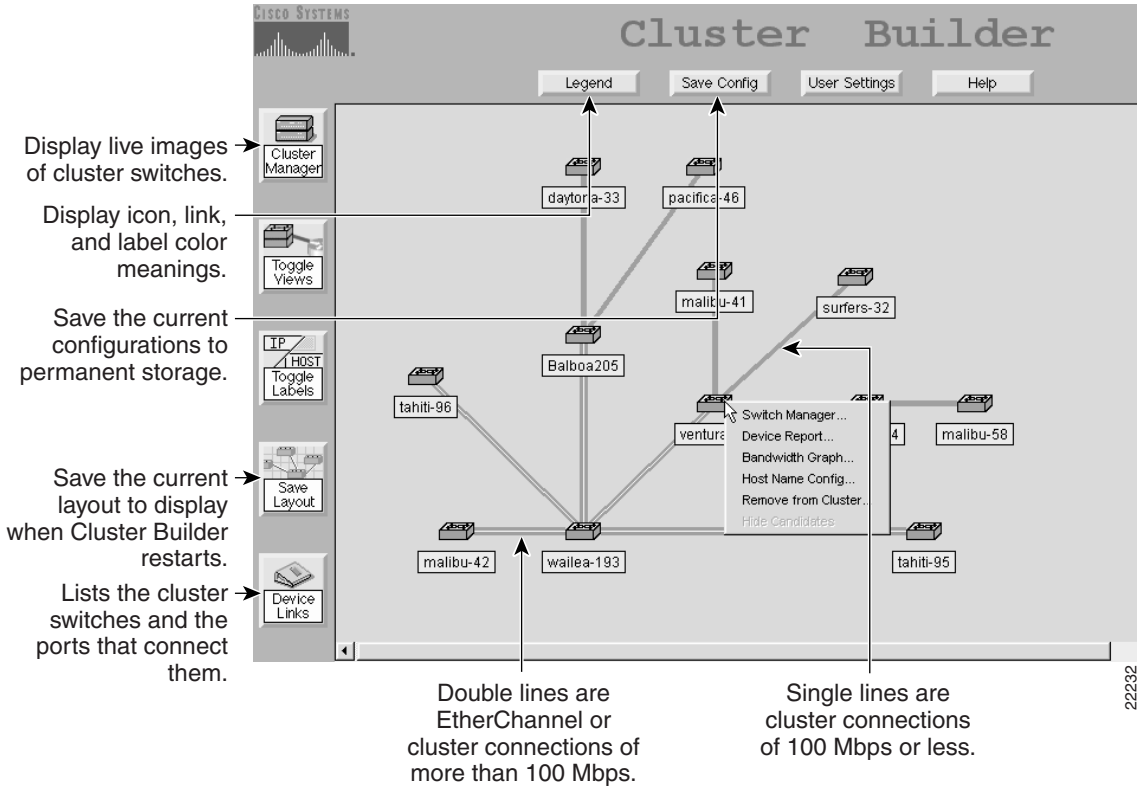 CISCO SYSTEMS
Cluster Builder
Legend
Save Config
User Settings
Help
Display live images
of cluster switches.
Cluster
Manager
Display icon, link,
and label color
meanings.
Toggle
Views
Save the current
configurations to
permanent storage.
IP
HOST
Toggle
Labels
Save the current
layout to display
when Cluster Builder
restarts.
Save
Layout
Lists the cluster
switches and the
ports that connect
them.
Device
Links
daytona-33
pacifica-46
malibu-41
surfers-32
Balboa205
tahiti-96
ventura
4
malibu-58
Switch Manager...
Device Report...
Bandwidth Graph...
Host Name Config...
Remove from Cluster...
Hide Candidates
malibu-42
wailea-193
tahiti-95
Double lines are
EtherChannel or
cluster connections of
more than 100 Mbps.
Single lines are
cluster connections
of 100 Mbps or less.
22232